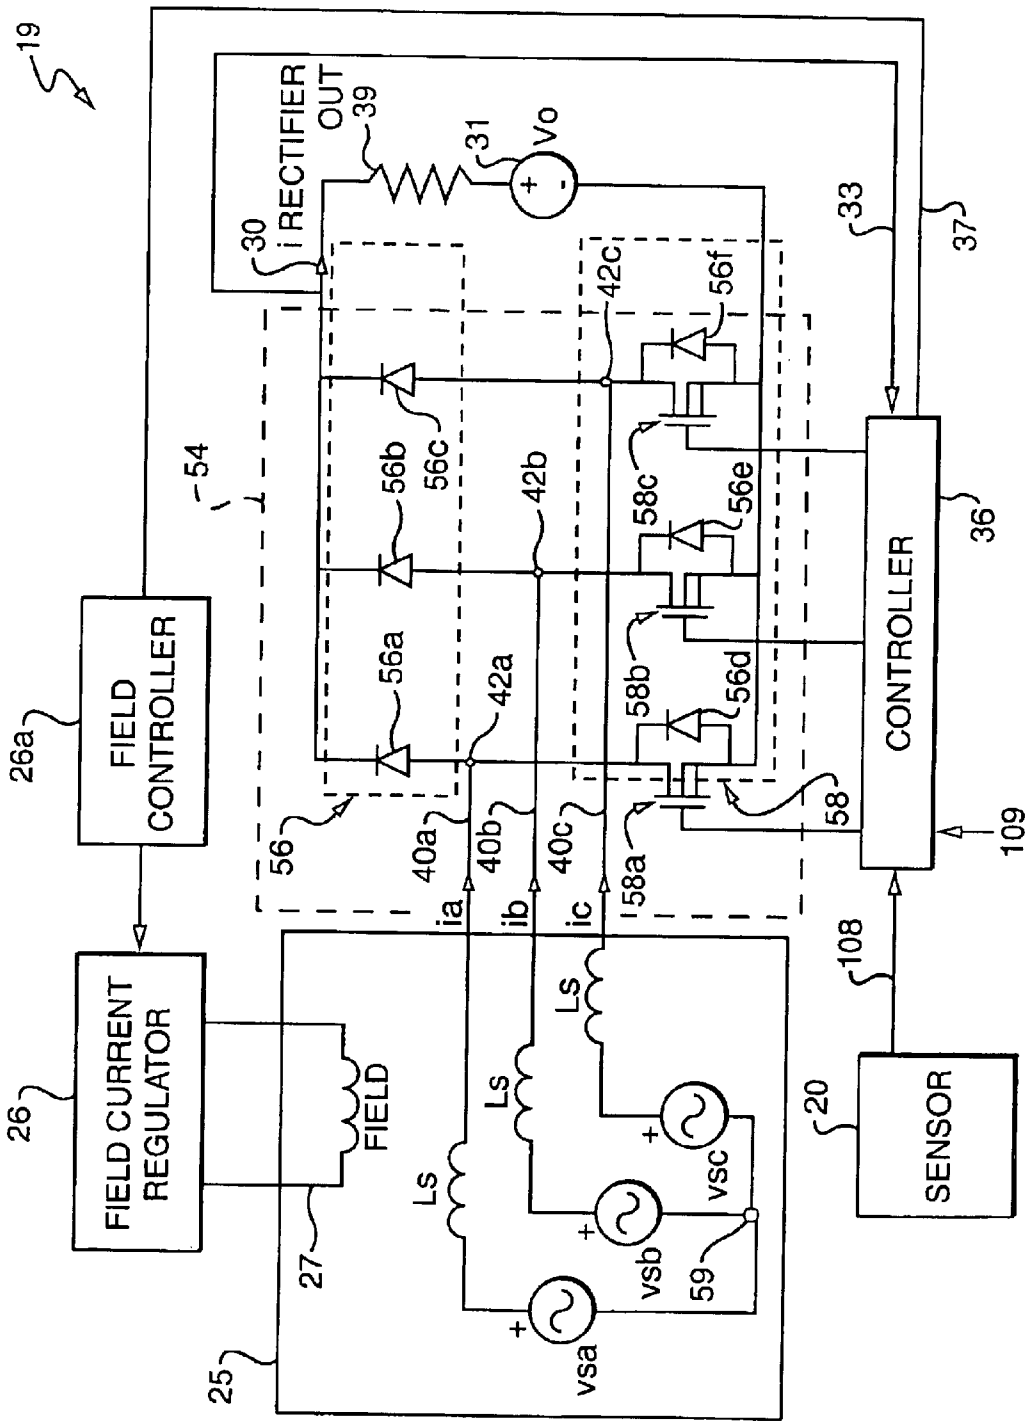 19
26
FIELD CURRENT
REGULATOR
26a
FIELD
CONTROLLER
54
30
i RECTIFIER
OUT
39
31
Vo
+
-
25
27
FIELD
56
56a
56b
56c
Ls
ia
40a
42a
Ls
ib
40b
42b
Ls
ic
40c
42c
+
vsa
+
vsb
+
vsc
59
58a
56d
58b
56e
58c
56f
58
33
37
20
SENSOR
108
109
CONTROLLER
36